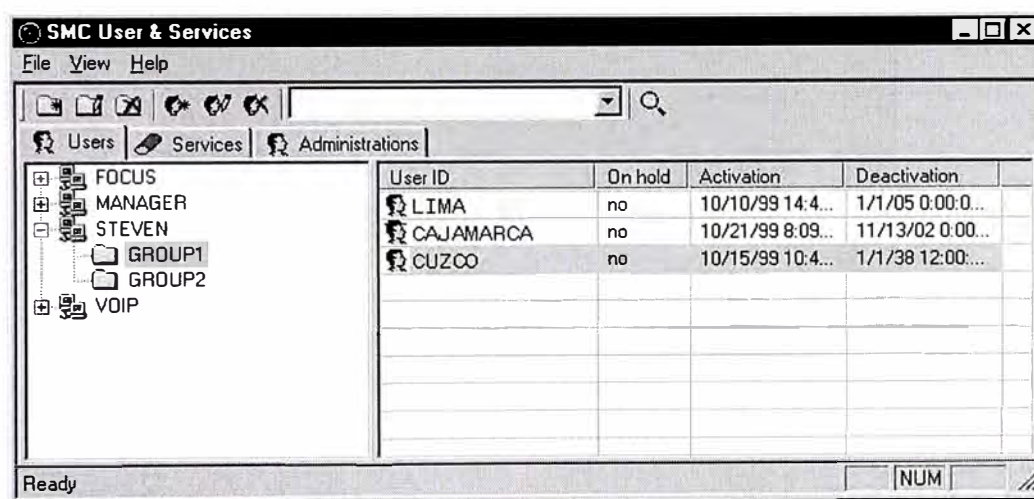 SMC User & Services
File View Help
Users Services Administrations
FOCUS
MANAGER
STEVEN
GROUP1
GROUP2
VOIP
User ID On hold Activation Deactivation
LIMA no 10/10/99 14:4... 1/1/05 0:00:0...
CAJAMARCA no 10/21/99 8:09... 11/13/02 0:00...
CUZCO no 10/15/99 10:4... 1/1/38 12:00:...
Ready NUM